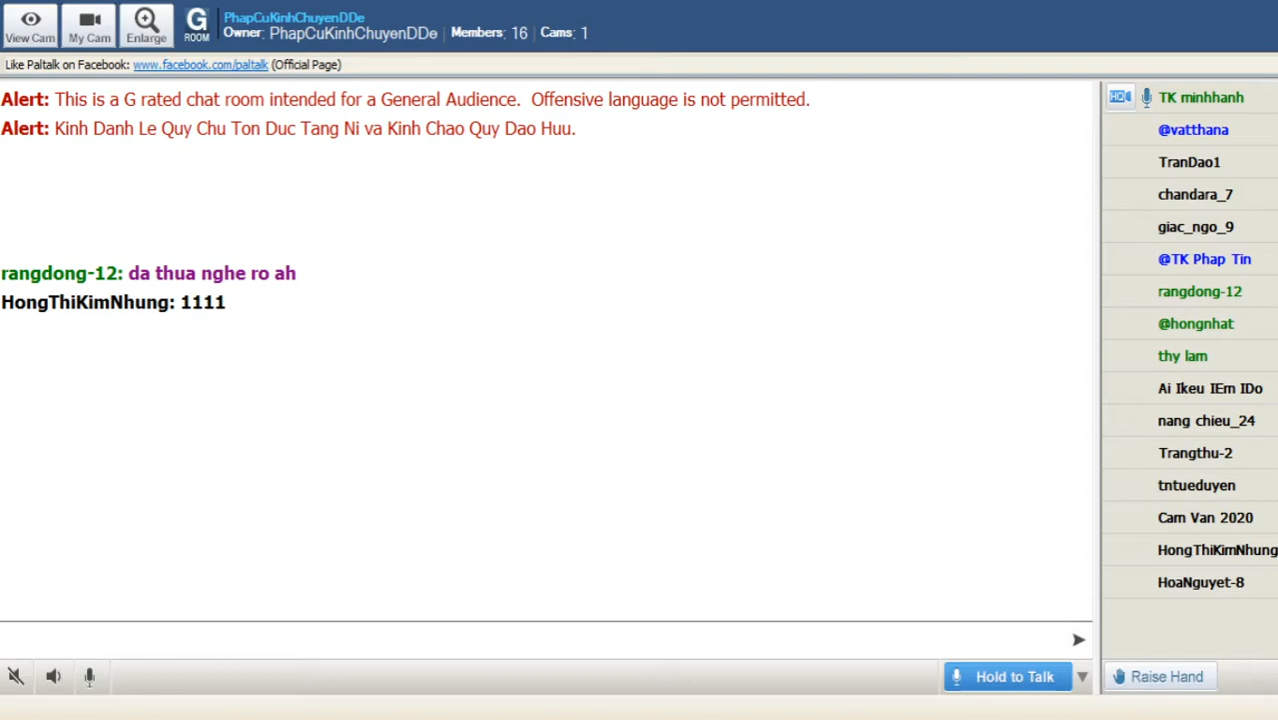 PhapCuKinhChuyenDDe
Owner: PhapCuKinhChuyenDDe Members: 16 Cams: 1
View Cam My Cam Enlarge G ROOM
Like Paltalk on Facebook: www.facebook.com/paltalk (Official Page)
Alert: This is a G rated chat room intended for a General Audience. Offensive language is not permitted.
Alert: Kinh Danh Le Quy Chu Ton Duc Tang Ni va Kinh Chao Quy Dao Huu.
rangdong-12: da thua nghe ro ah
HongThiKimNhung: 1111
HD TK minhhanh
@vatthana
TranDao1
chandara_7
giac_ngo_9
@TK Phap Tin
rangdong-12
@hongnhat
thy lam
Ai Ikeu IEm IDo
nang chieu_24
Trangthu-2
tntueduyen
Cam Van 2020
HongThiKimNhung
HoaNguyet-8
Hold to Talk
Raise Hand